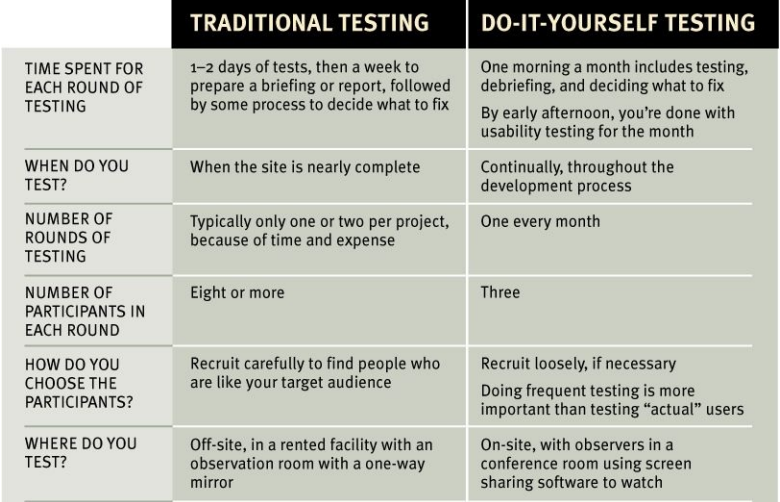 TRADITIONAL TESTING
DO-IT-YOURSELF TESTING
TIME SPENT FOR
EACH ROUND OF
TESTING
1–2 days of tests, then a week to
prepare a briefing or report, followed
by some process to decide what to fix
One morning a month includes testing,
debriefing, and deciding what to fix
By early afternoon, you’re done with
usability testing for the month
WHEN DO YOU
TEST?
When the site is nearly complete
Continually, throughout the
development process
NUMBER OF
ROUNDS OF
TESTING
Typically only one or two per project,
because of time and expense
One every month
NUMBER OF
PARTICIPANTS IN
EACH ROUND
Eight or more
Three
HOW DO YOU
CHOOSE THE
PARTICIPANTS?
Recruit carefully to find people who
are like your target audience
Recruit loosely, if necessary
Doing frequent testing is more
important than testing “actual” users
WHERE DO YOU
TEST?
Off-site, in a rented facility with an
observation room with a one-way
mirror
On-site, with observers in a
conference room using screen
sharing software to watch